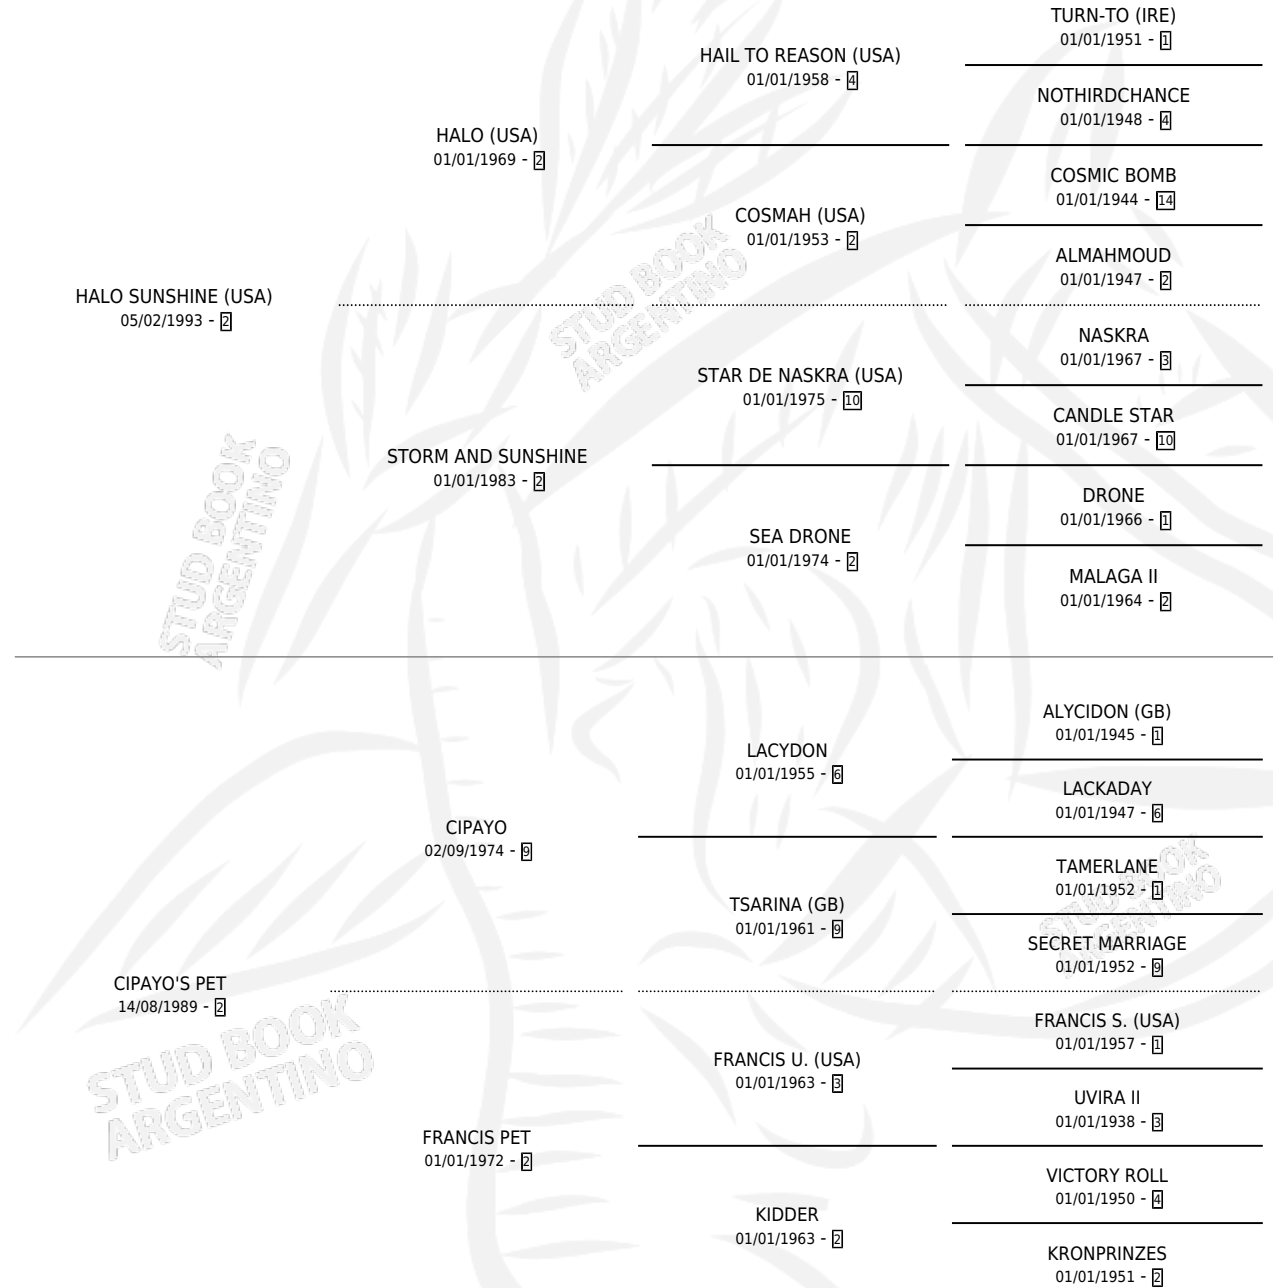 TURN-TO (IRE)
01/01/1951 - 1
HAIL TO REASON (USA)
01/01/1958 - 4
NOTHIRDCHANCE
01/01/1948 - 4
HALO (USA)
01/01/1969 - 2
COSMIC BOMB
01/01/1944 - 14
COSMAH (USA)
01/01/1953 - 2
ALMAHMOUD
01/01/1947 - 2
HALO SUNSHINE (USA)
05/02/1993 - 2
NASKRA
01/01/1967 - 3
STAR DE NASKRA (USA)
01/01/1975 - 10
CANDLE STAR
01/01/1967 - 10
STORM AND SUNSHINE
01/01/1983 - 2
DRONE
01/01/1966 - 1
SEA DRONE
01/01/1974 - 2
MALAGA II
01/01/1964 - 2
ALYCIDON (GB)
01/01/1945 - 1
LACYDON
01/01/1955 - 6
LACKADAY
01/01/1947 - 6
CIPAYO
02/09/1974 - 9
TAMERLANE
01/01/1952 - 1
TSARINA (GB)
01/01/1961 - 9
SECRET MARRIAGE
01/01/1952 - 9
CIPAYO'S PET
14/08/1989 - 2
FRANCIS S. (USA)
01/01/1957 - 1
FRANCIS U. (USA)
01/01/1963 - 3
UVIRA II
01/01/1938 - 3
FRANCIS PET
01/01/1972 - 2
VICTORY ROLL
01/01/1950 - 4
KIDDER
01/01/1963 - 2
KRONPRINZES
01/01/1951 - 2
STUD BOOK
ARGENTINO
STUD BOOK
ARGENTINO
STUD BOOK
ARGENTINO
STUD BOOK
ARGENTINO